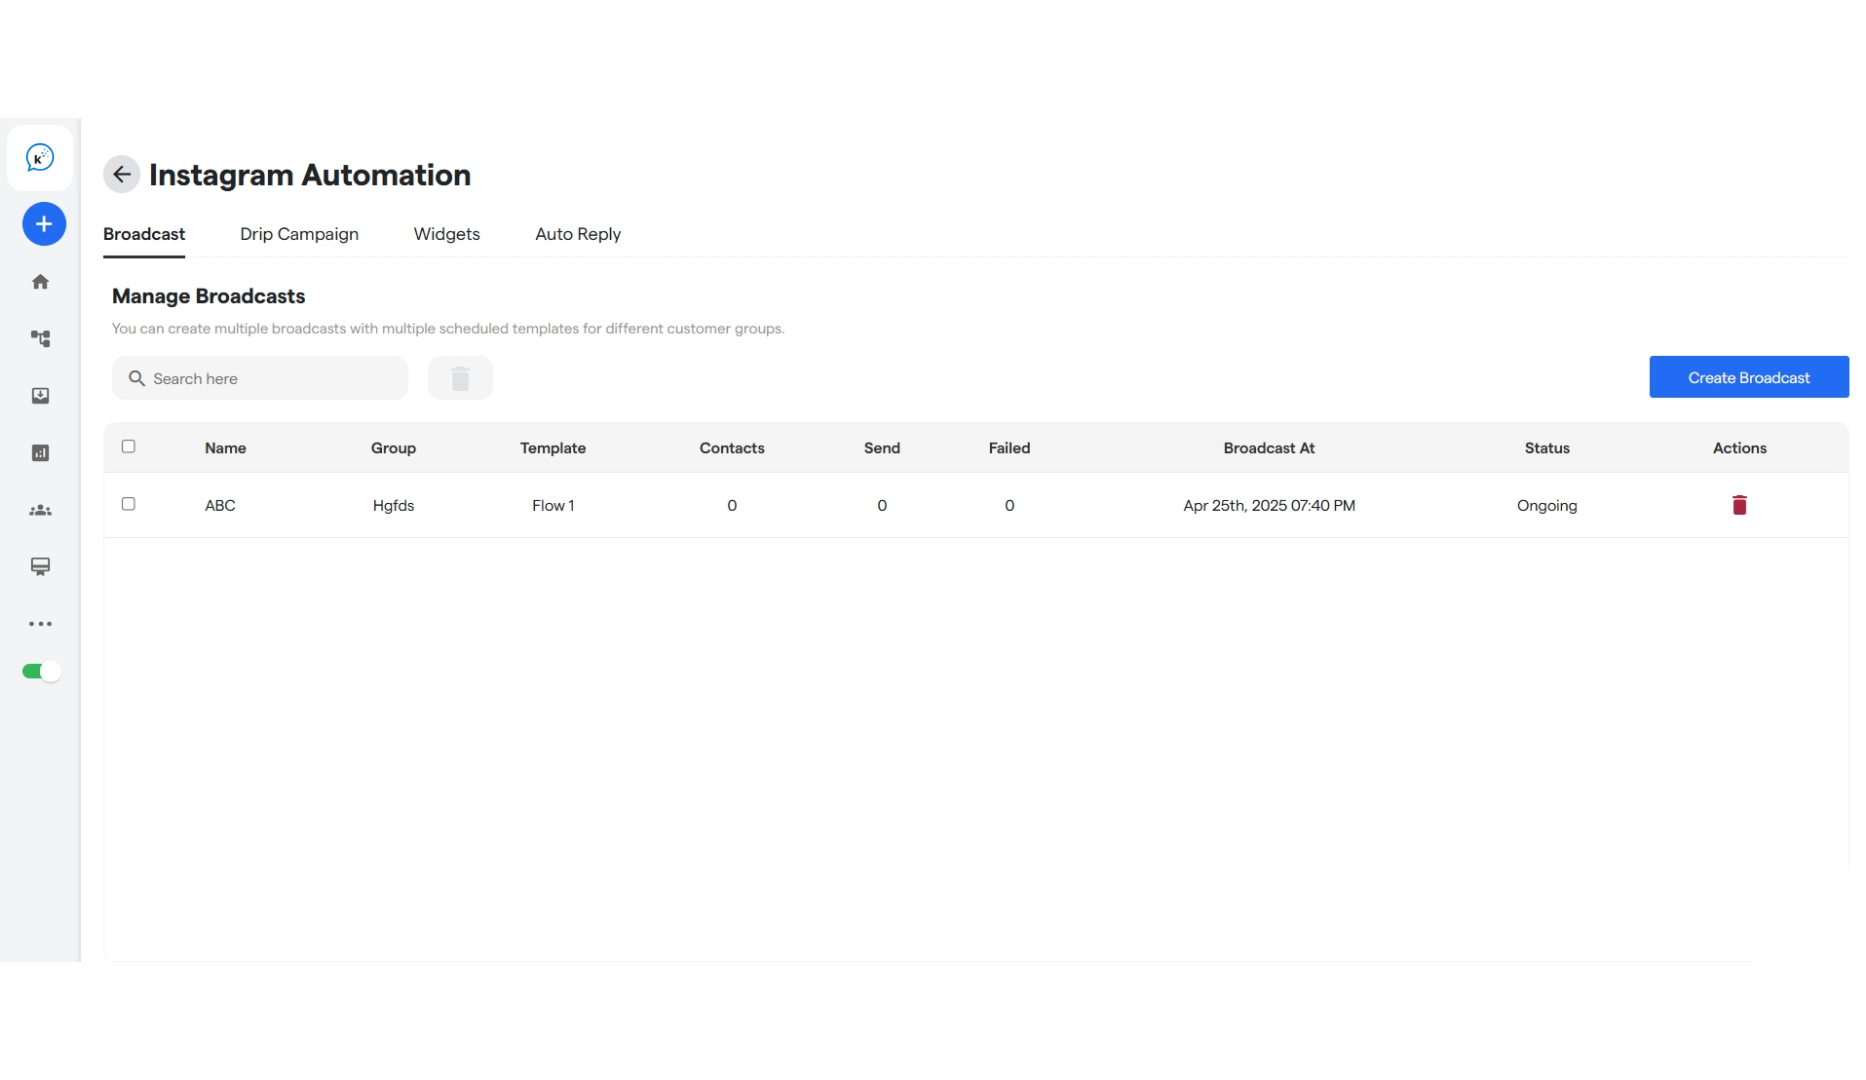 k
Instagram Automation
Broadcast Drip Campaign Widgets Auto Reply
Manage Broadcasts
You can create multiple broadcasts with multiple scheduled templates for different customer groups.
Search here
Create Broadcast
Name Group Template Contacts Send Failed Broadcast At Status Actions
ABC Hgfds Flow 1 0 0 0 Apr 25th, 2025 07:40 PM Ongoing